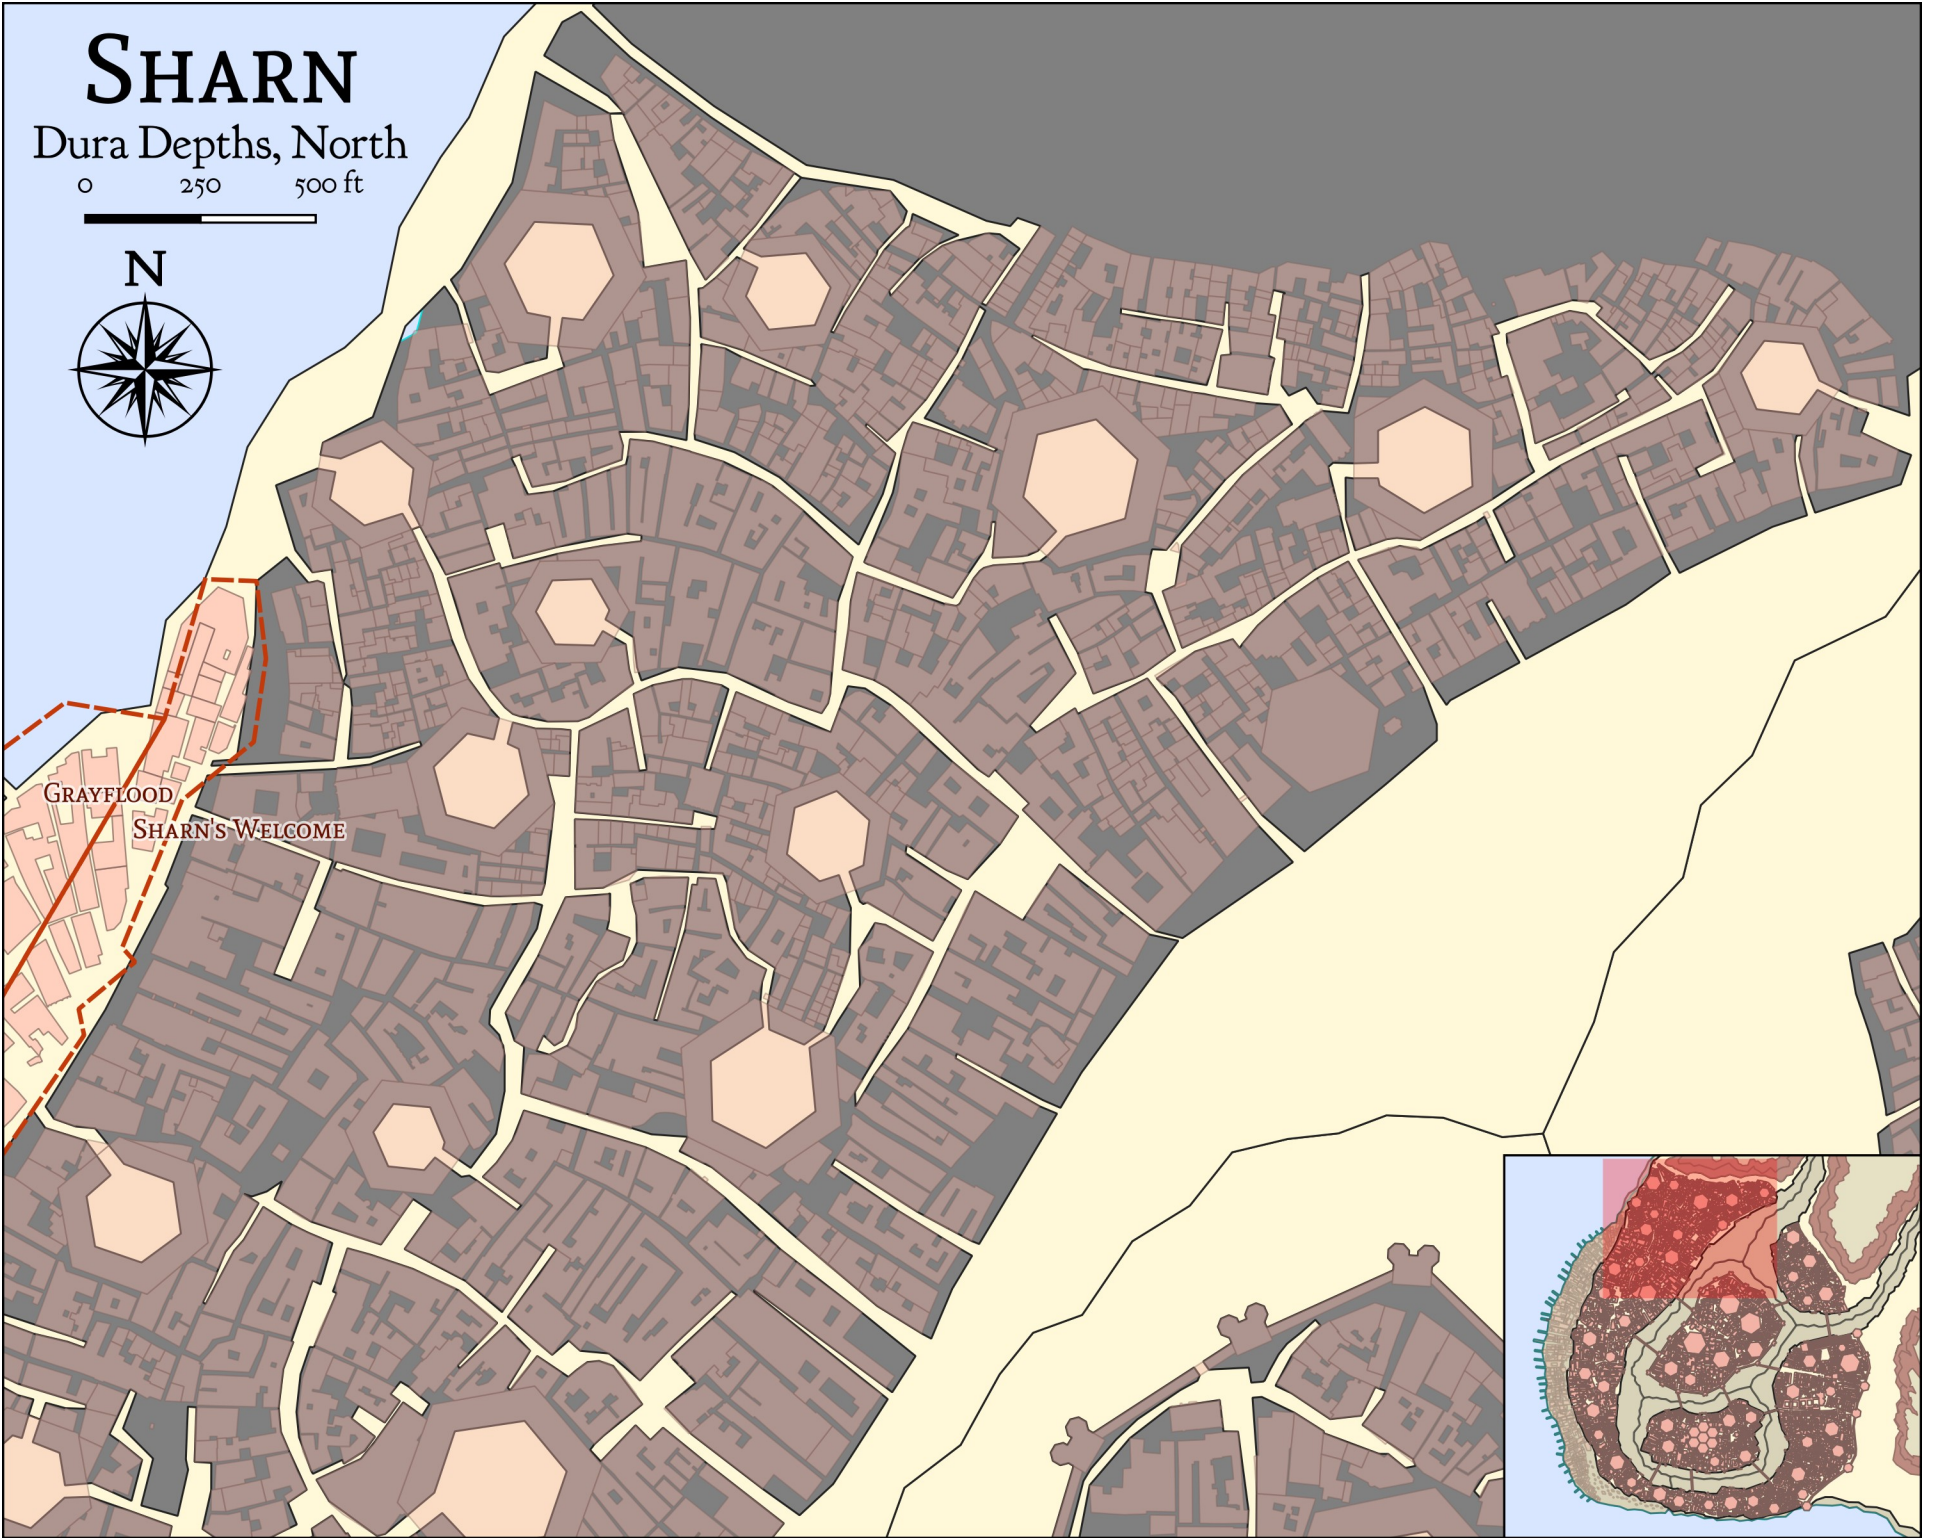 SHARN
Dura Depths, North
0 250 500 ft
N
GRAYFLOOD
SHARN'S WELCOME